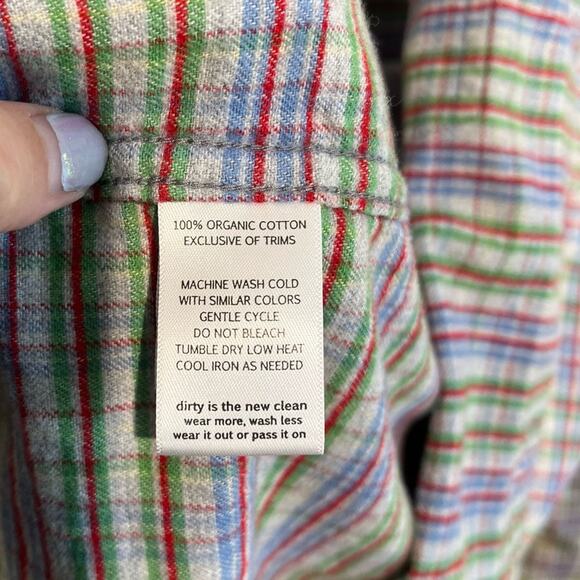 100% ORGANIC COTTON
EXCLUSIVE OF TRIMS
MACHINE WASH COLD
WITH SIMILAR COLORS
GENTLE CYCLE
DO NOT BLEACH
TUMBLE DRY LOW HEAT
COOL IRON AS NEEDED
dirty is the new clean
wear more, wash less
wear it out or pass it on